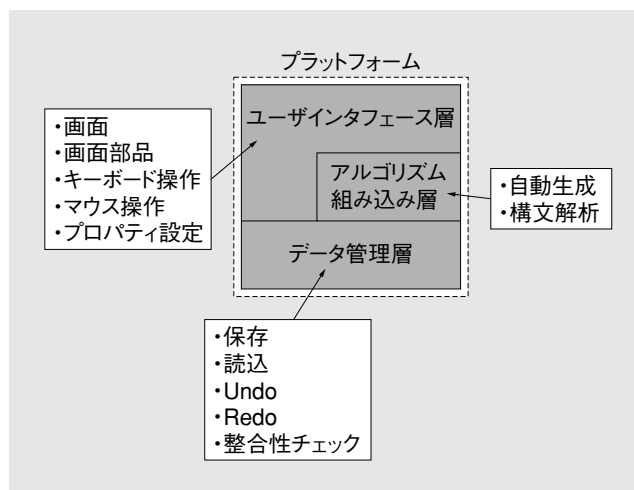 プラットフォーム
ユーザインタフェース層
・画面
・画面部品
・キーボード操作
・マウス操作
・プロパティ設定
アルゴリズム
組み込み層
・自動生成
・構文解析
データ管理層
・保存
・読込
・Undo
・Redo
・整合性チェック